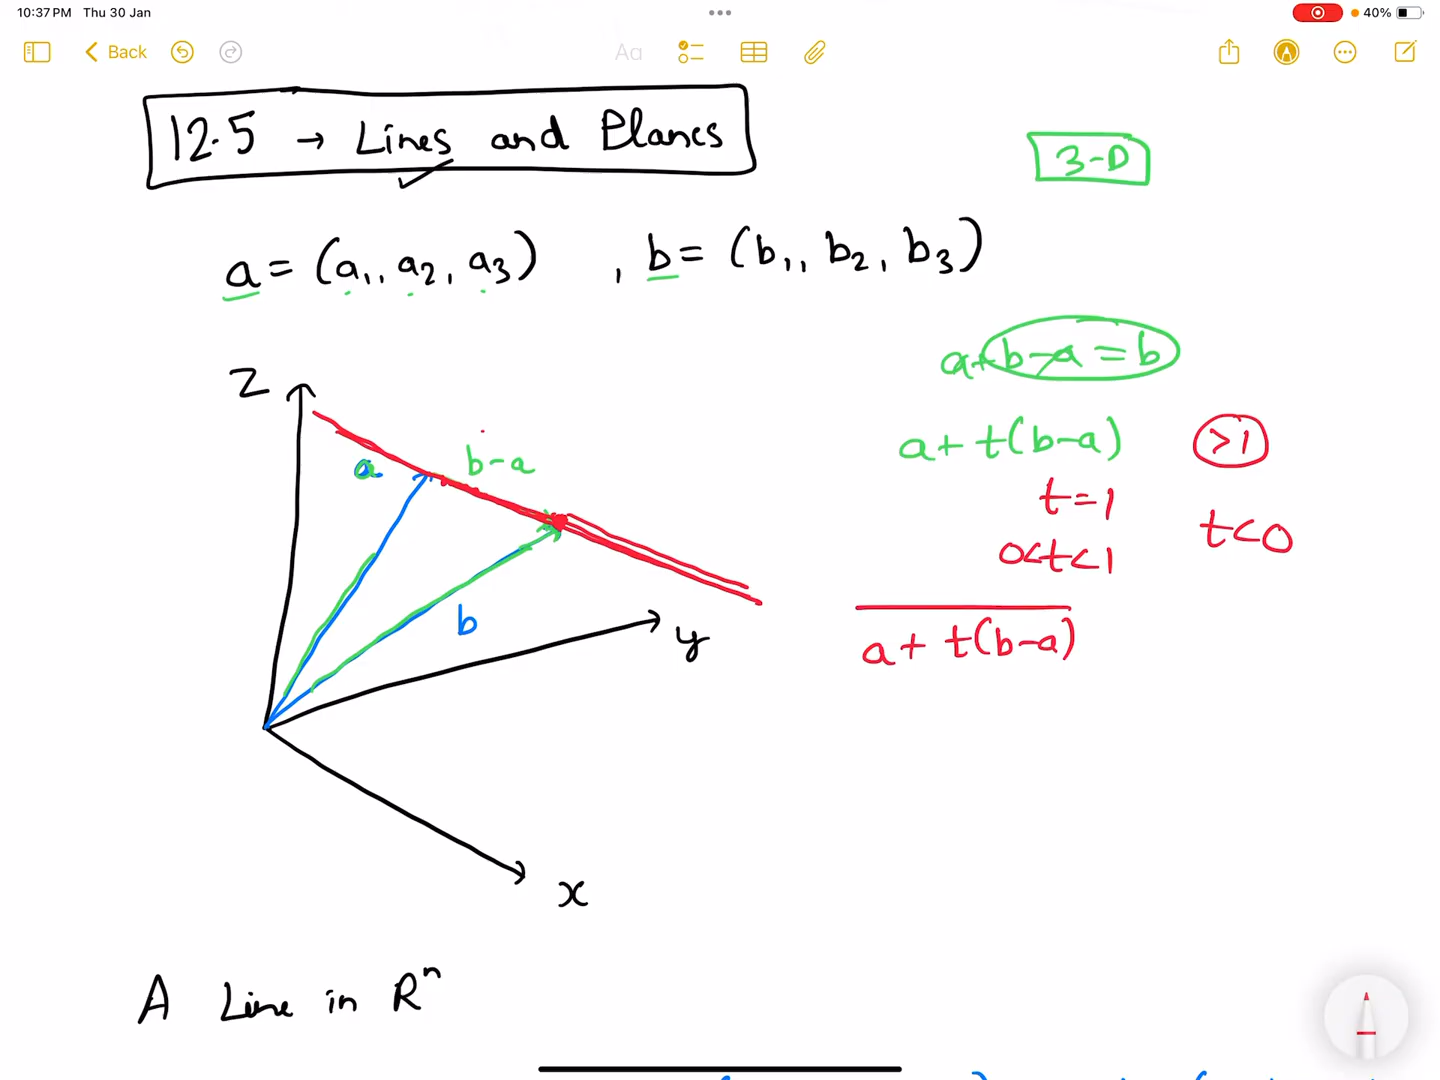 10:37 PM Thu 30 Jan
40%
Back
Aa
12.5 → Lines and Planes
3-D
a = (a₁, a₂, a₃) , b = (b₁, b₂, b₃)
a + b - a = b
z
a + t(b-a) >1
b-a
a
t=1
t<0
0<t<1
b
a + t(b-a)
y
x
A Line in Rⁿ